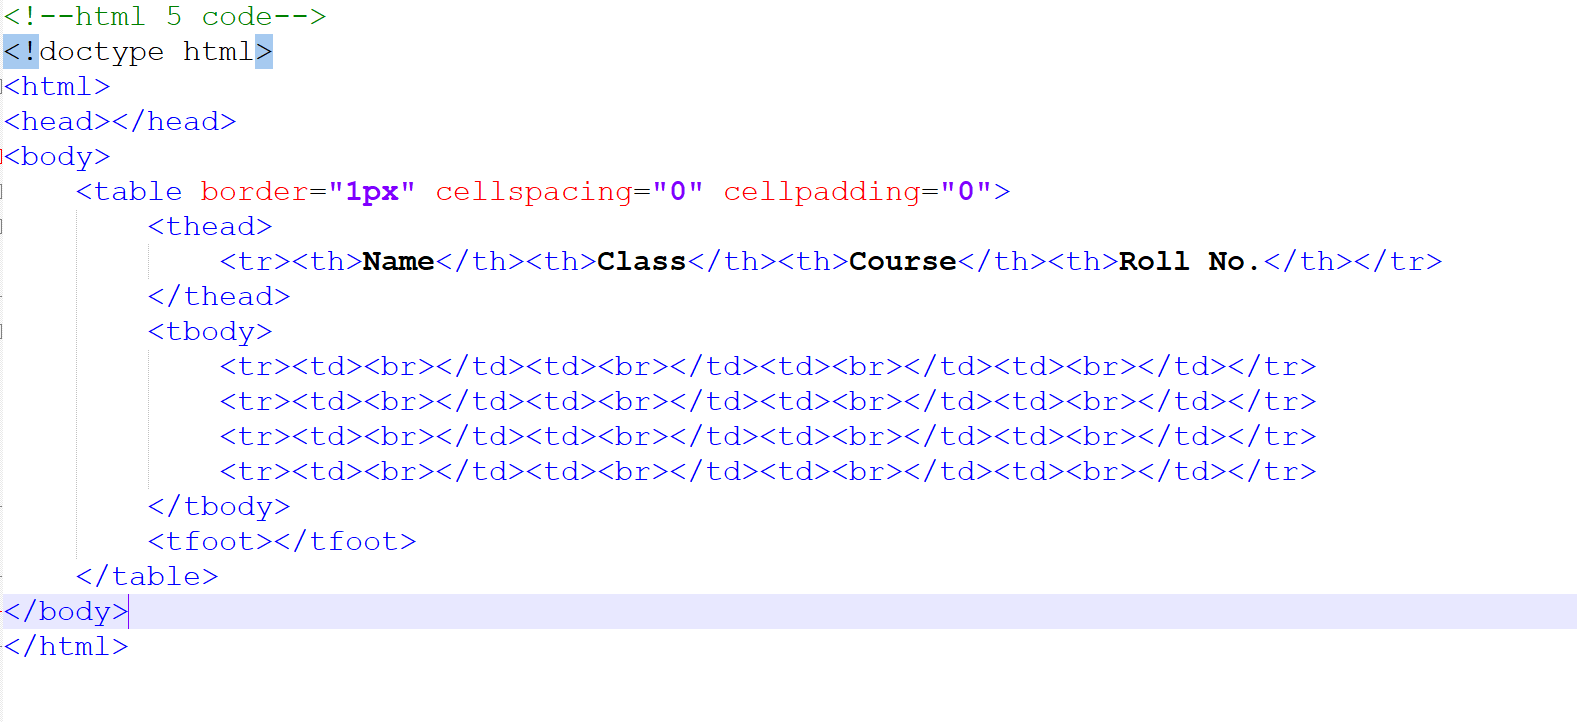 <!--html 5 code-->
<!doctype html>
<html>
<head></head>
<body>
    <table border="1px" cellspacing="0" cellpadding="0">
        <thead>
            <tr><th>Name</th><th>Class</th><th>Course</th><th>Roll No.</th></tr>
        </thead>
        <tbody>
            <tr><td><br></td><td><br></td><td><br></td><td><br></td></tr>
            <tr><td><br></td><td><br></td><td><br></td><td><br></td></tr>
            <tr><td><br></td><td><br></td><td><br></td><td><br></td></tr>
            <tr><td><br></td><td><br></td><td><br></td><td><br></td></tr>
        </tbody>
        <tfoot></tfoot>
    </table>
</body>
</html>